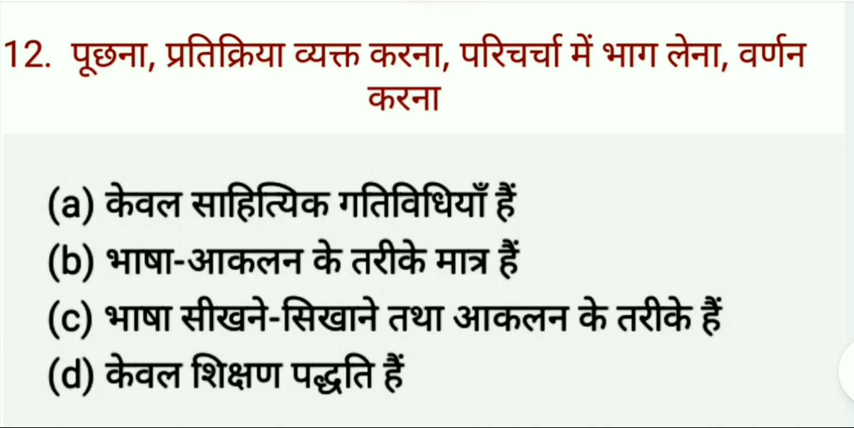 12. पूछना, प्रतिक्रिया व्यक्त करना, परिचर्चा में भाग लेना, वर्णन
करना
(a) केवल साहित्यिक गतिविधियाँ हैं
(b) भाषा-आकलन के तरीके मात्र हैं
(c) भाषा सीखने-सिखाने तथा आकलन के तरीके हैं
(d) केवल शिक्षण पद्धति हैं